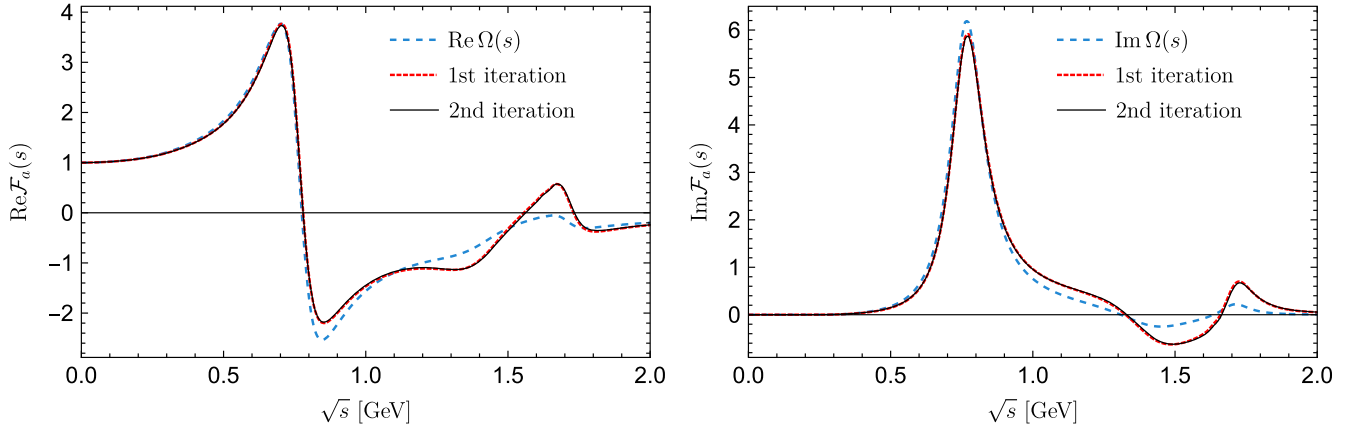 4
3
2
1
0
−1
−2
0.0 0.5 1.0 1.5 2.0
√s [GeV]
Reℱₐ(s)
Re Ω(s)
1st iteration
2nd iteration
6
5
4
3
2
1
0
0.0 0.5 1.0 1.5 2.0
√s [GeV]
Imℱₐ(s)
Im Ω(s)
1st iteration
2nd iteration